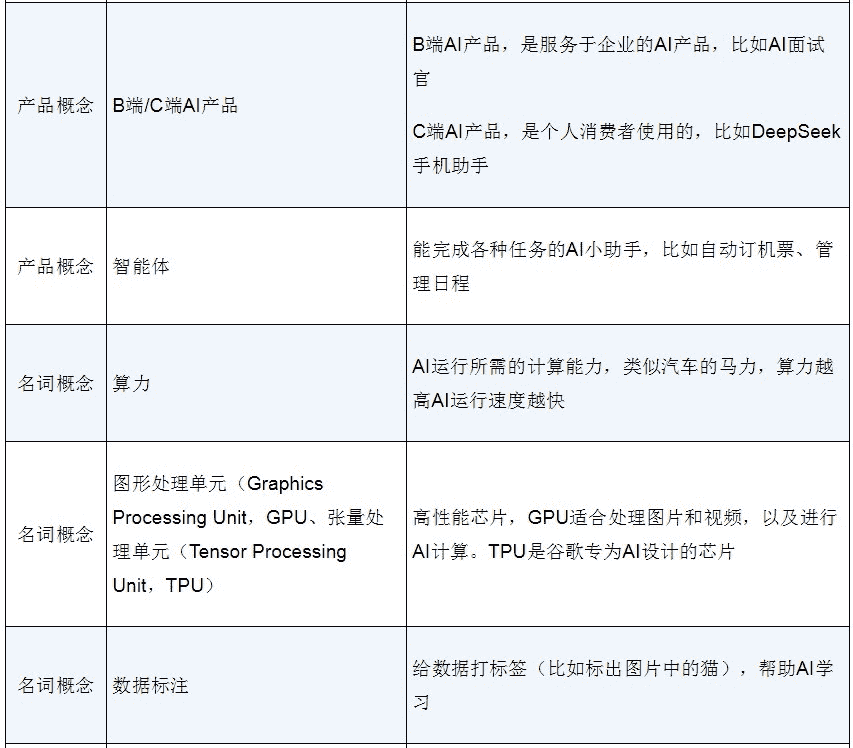 产品概念
B端/C端AI产品
B端AI产品，是服务于企业的AI产品，比如AI面试
官
C端AI产品，是个人消费者使用的，比如DeepSeek
手机助手
产品概念
智能体
能完成各种任务的AI小助手，比如自动订机票、管
理日程
名词概念
算力
AI运行所需的计算能力，类似汽车的马力，算力越
高AI运行速度越快
名词概念
图形处理单元（Graphics
Processing Unit，GPU、张量处
理单元（Tensor Processing
Unit，TPU）
高性能芯片，GPU适合处理图片和视频，以及进行
AI计算。TPU是谷歌专为AI设计的芯片
名词概念
数据标注
给数据打标签（比如标出图片中的猫），帮助AI学
习